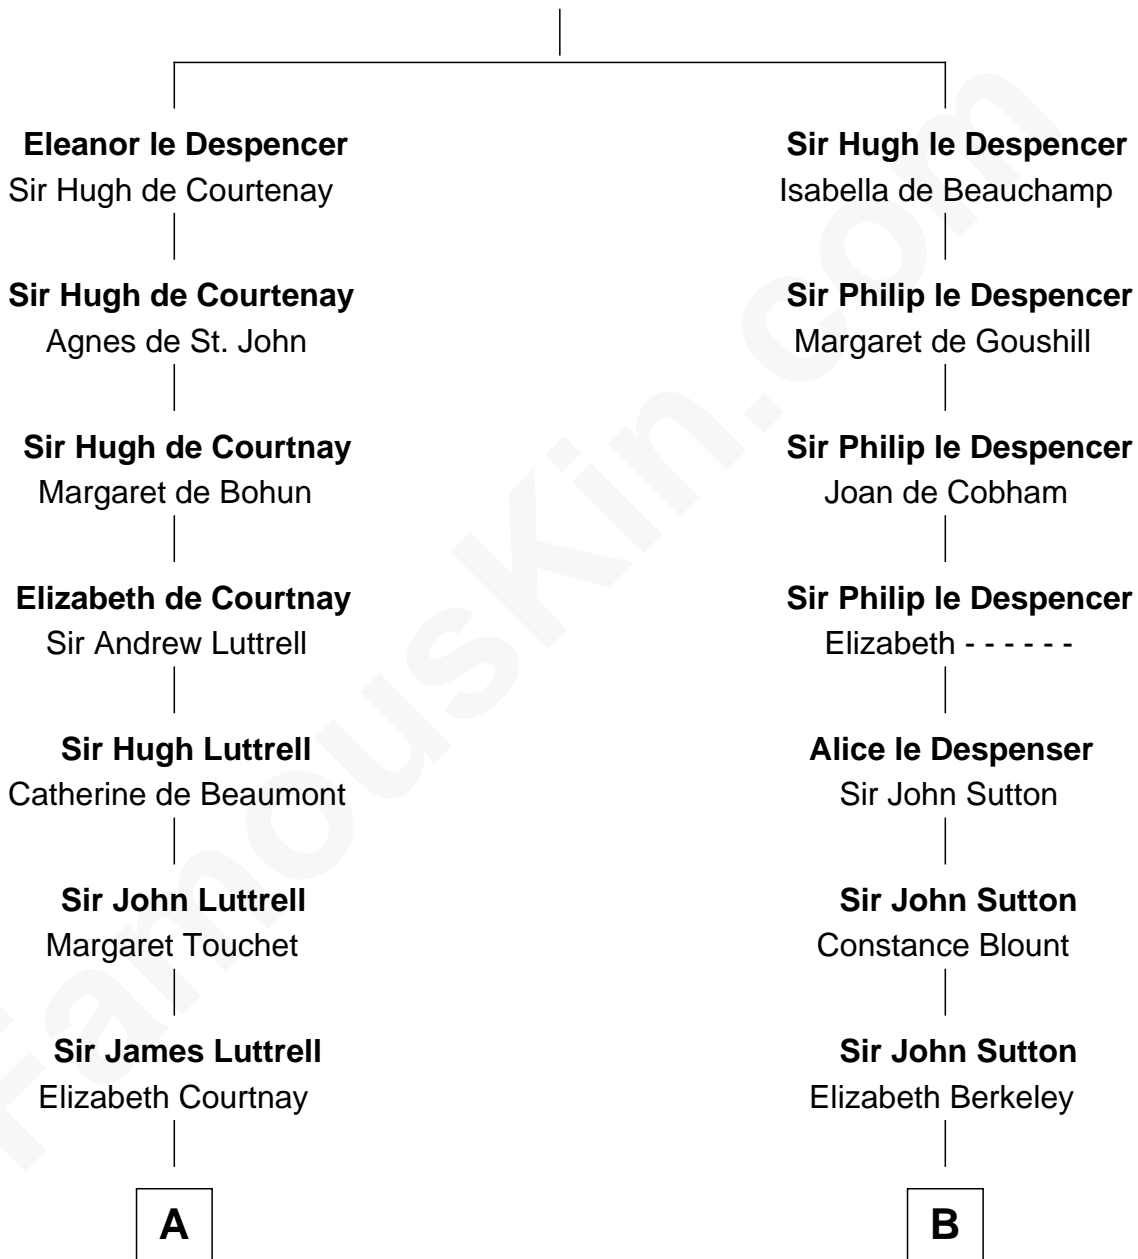 Eleanor le Despencer
Sir Hugh de Courtenay
Sir Hugh de Courtenay
Agnes de St. John
Sir Hugh de Courtnay
Margaret de Bohun
Elizabeth de Courtnay
Sir Andrew Luttrell
Sir Hugh Luttrell
Catherine de Beaumont
Sir John Luttrell
Margaret Touchet
Sir James Luttrell
Elizabeth Courtnay
A
Sir Hugh le Despencer
Isabella de Beauchamp
Sir Philip le Despencer
Margaret de Goushill
Sir Philip le Despencer
Joan de Cobham
Sir Philip le Despencer
Elizabeth - - - - - -
Alice le Despenser
Sir John Sutton
Sir John Sutton
Constance Blount
Sir John Sutton
Elizabeth Berkeley
B
FamousKin.com